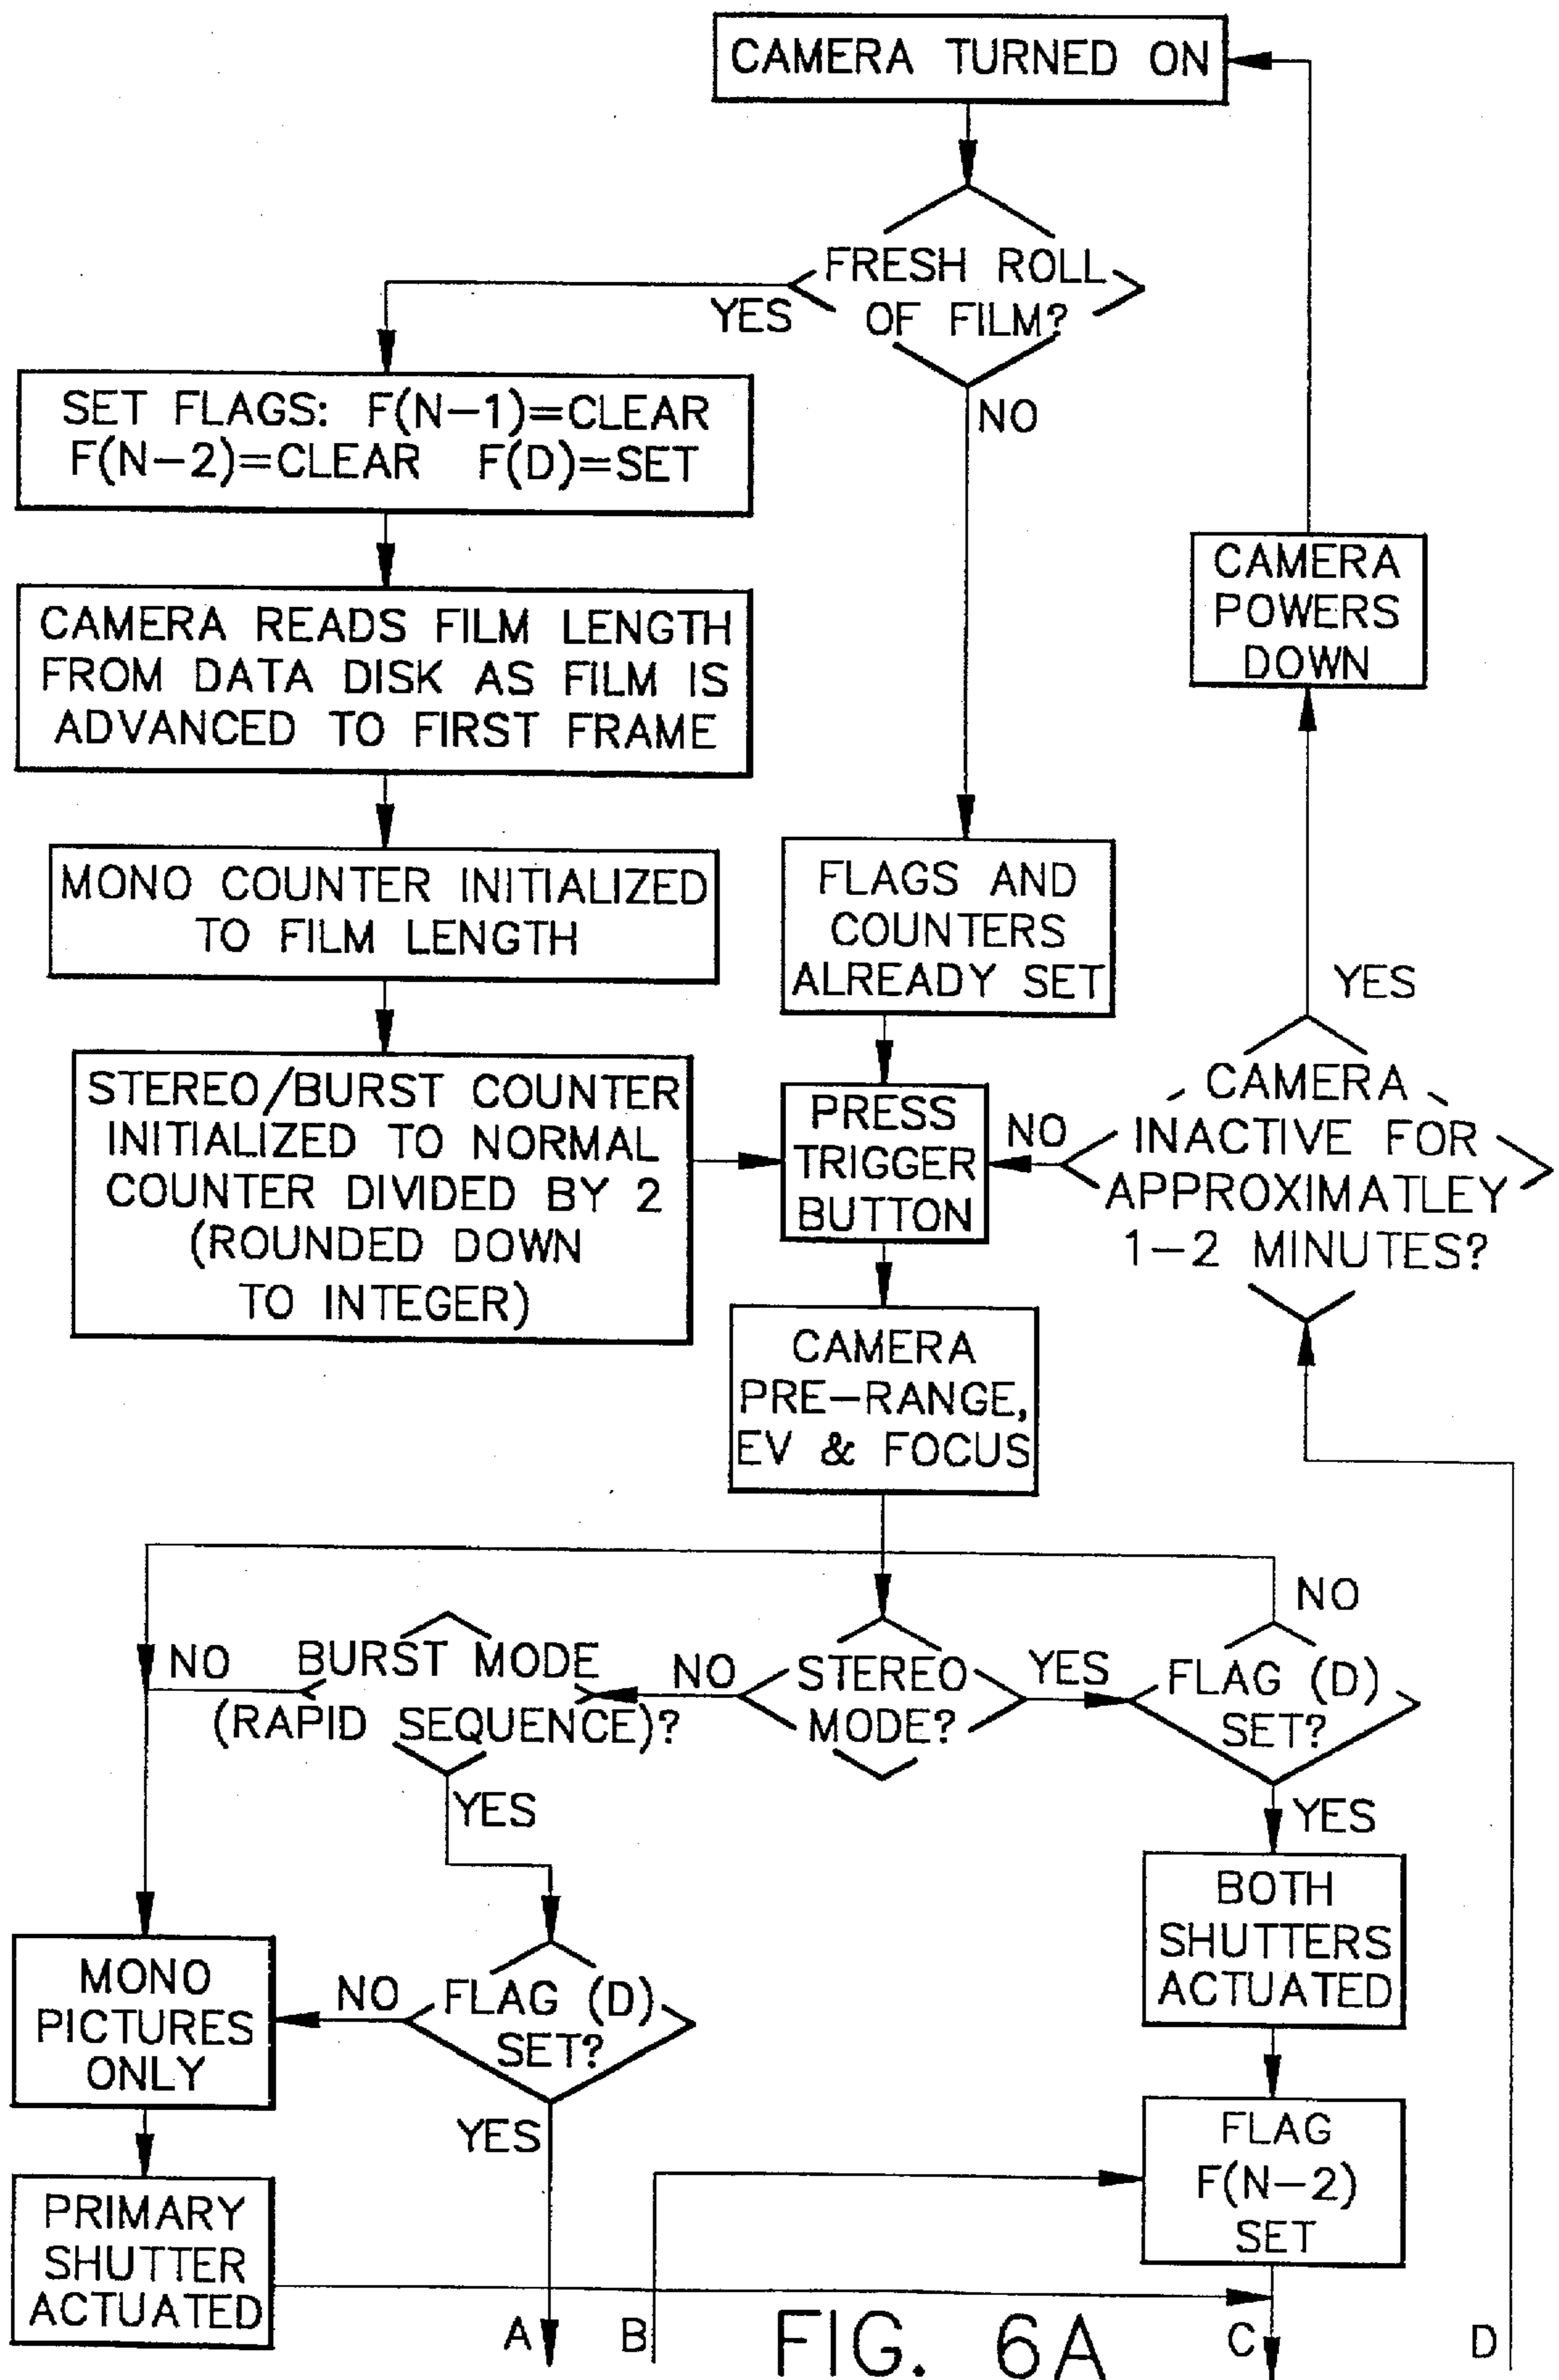 CAMERA TURNED ON
FRESH ROLL
OF FILM?
YES
NO
SET FLAGS: F(N-1)=CLEAR
F(N-2)=CLEAR F(D)=SET
CAMERA READS FILM LENGTH
FROM DATA DISK AS FILM IS
ADVANCED TO FIRST FRAME
MONO COUNTER INITIALIZED
TO FILM LENGTH
STEREO/BURST COUNTER
INITIALIZED TO NORMAL
COUNTER DIVIDED BY 2
(ROUNDED DOWN
TO INTEGER)
FLAGS AND
COUNTERS
ALREADY SET
CAMERA
POWERS
DOWN
YES
CAMERA
INACTIVE FOR
APPROXIMATLEY
1-2 MINUTES?
NO
PRESS
TRIGGER
BUTTON
CAMERA
PRE-RANGE,
EV & FOCUS
STEREO
MODE?
NO
YES
BURST MODE
(RAPID SEQUENCE)?
NO
YES
FLAG (D)
SET?
NO
YES
BOTH
SHUTTERS
ACTUATED
FLAG (D)
SET?
NO
YES
MONO
PICTURES
ONLY
PRIMARY
SHUTTER
ACTUATED
FLAG
F(N-2)
SET
A
B
C
D
FIG. 6A